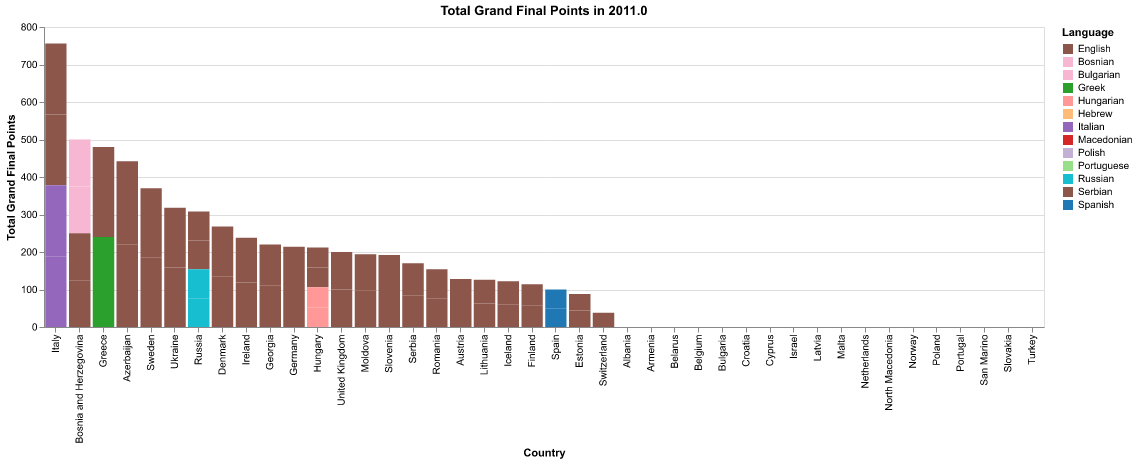 Total Grand Final Points in 2011.0
Total Grand Final Points
800
700
600
500
400
300
200
100
0
Italy
Bosnia and Herzegovina
Greece
Azerbaijan
Sweden
Ukraine
Russia
Denmark
Ireland
Georgia
Germany
Hungary
United Kingdom
Moldova
Slovenia
Serbia
Romania
Austria
Lithuania
Iceland
Finland
Spain
Estonia
Switzerland
Albania
Armenia
Belarus
Belgium
Bulgaria
Croatia
Cyprus
Israel
Latvia
Malta
Netherlands
North Macedonia
Norway
Poland
Portugal
San Marino
Slovakia
Turkey
Country
Language
English
Bosnian
Bulgarian
Greek
Hungarian
Hebrew
Italian
Macedonian
Polish
Portuguese
Russian
Serbian
Spanish